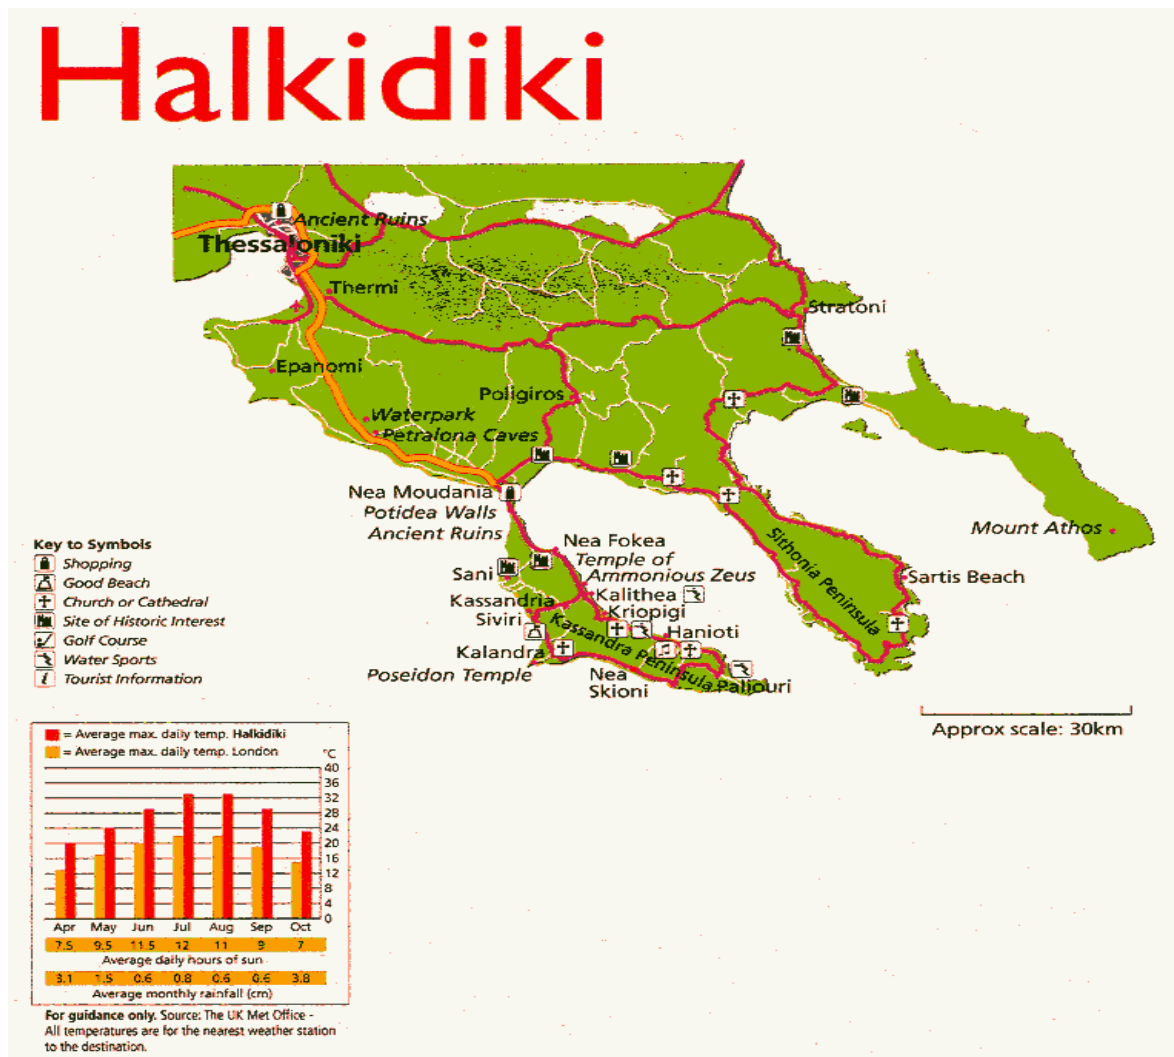 Halkidiki
Ancient Ruins
Thessaloniki
Thermi
Stratoni
Epanomi
Poligiros
Waterpark
Petralona Caves
Nea Moudania
Potidea Walls
Ancient Ruins
Mount Athos
Nea Fokea
Temple of
Ammonious Zeus
Sani
Kalithea
Sartis Beach
Kassandria
Kriopigi
Siviri
Hanioti
Sithonia Peninsula
Kassandra Peninsula
Kalandra
Poseidon Temple
Nea
Skioni
Paliouri
Key to Symbols
Shopping
Good Beach
Church or Cathedral
Site of Historic Interest
Golf Course
Water Sports
i Tourist Information
Approx scale: 30km
= Average max. daily temp. Halkidiki
= Average max. daily temp. London
°C
40
36
32
28
24
20
16
12
8
4
0
Apr May Jun Jul Aug Sep Oct
7.5 9.5 11.5 12 11 9 7
Average daily hours of sun
3.1 1.5 0.6 0.8 0.6 0.6 3.8
Average monthly rainfall (cm)
For guidance only. Source: The UK Met Office -
All temperatures are for the nearest weather station
to the destination.